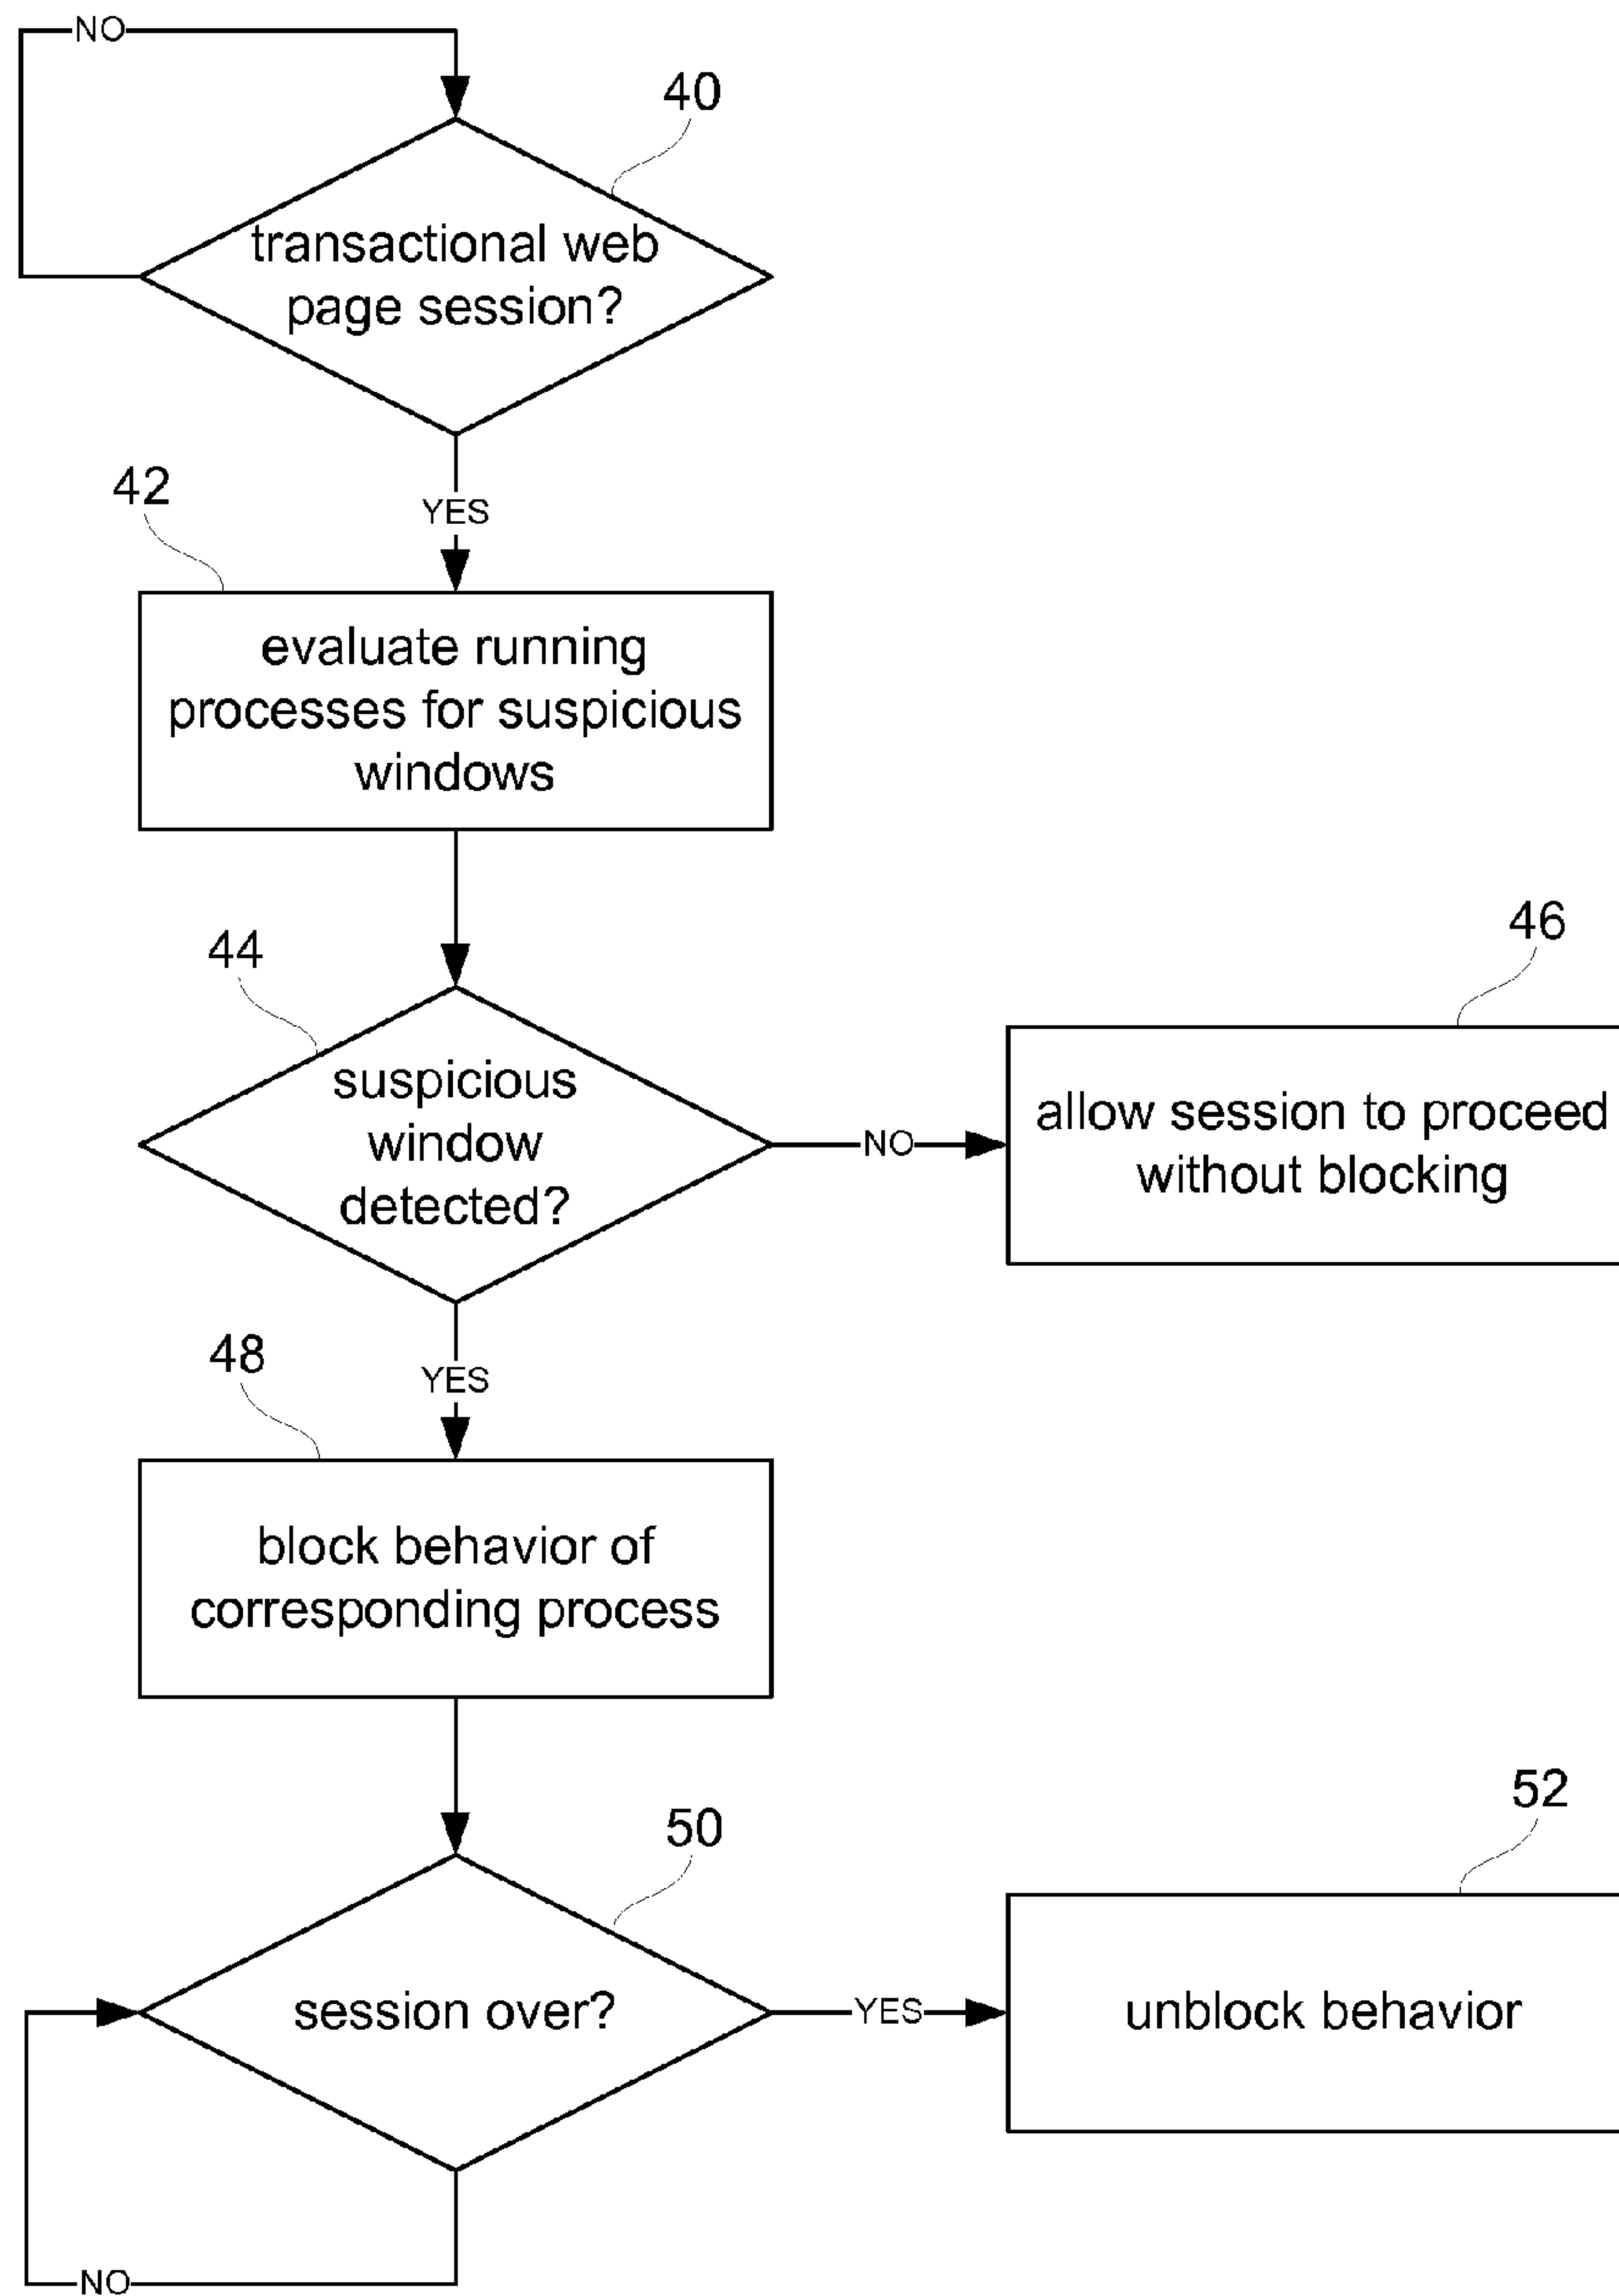 NO
40
transactional web
page session?
42
YES
evaluate running
processes for suspicious
windows
44
46
suspicious
window
detected?
NO
allow session to proceed
without blocking
48
YES
block behavior of
corresponding process
50
52
session over?
YES
unblock behavior
NO